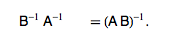 B⁻¹ A⁻¹ = (A B)⁻¹.